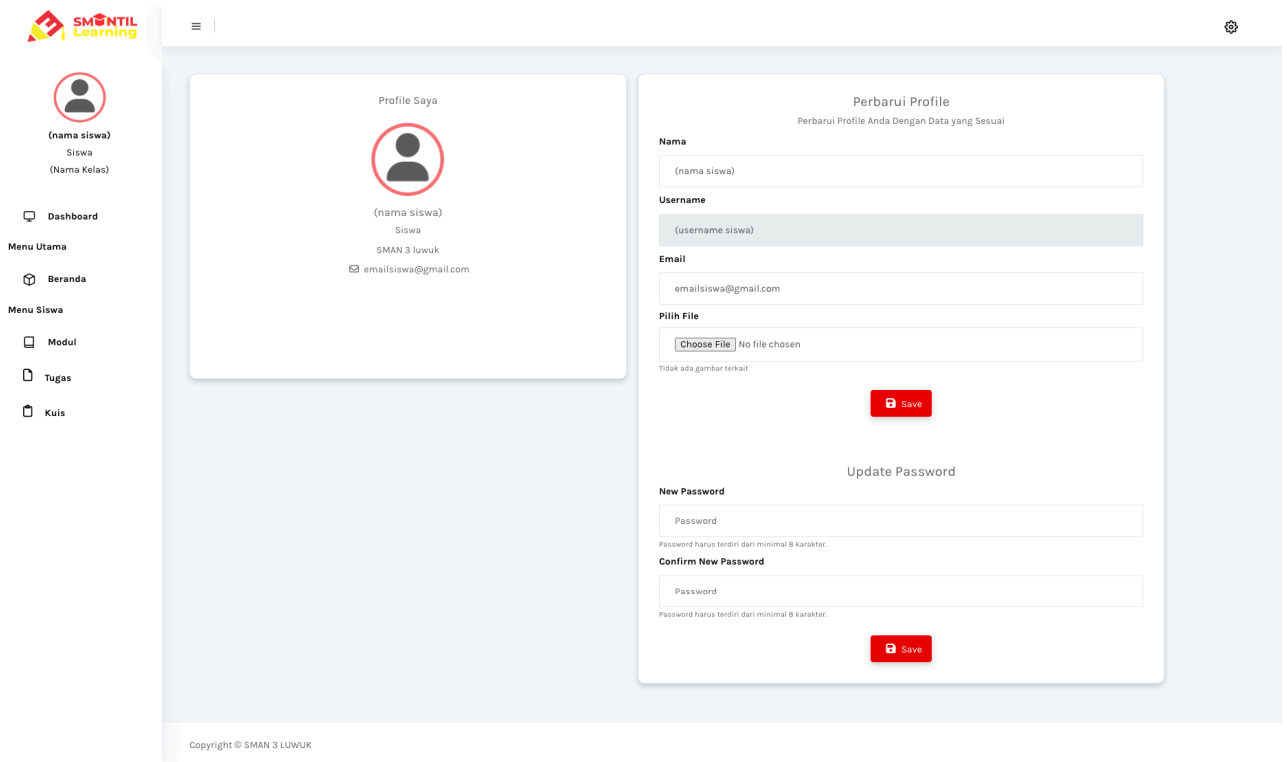 SMONTIL
Learning
(nama siswa)
Siswa
(Nama Kelas)
Dashboard
Menu Utama
Beranda
Menu Siswa
Modul
Tugas
Kuis
Profile Saya
(nama siswa)
Siswa
SMAN 3 luwuk
emailsiswa@gmail.com
Perbarui Profile
Perbarui Profile Anda Dengan Data yang Sesuai
Nama
(nama siswa)
Username
(username siswa)
Email
emailsiswa@gmail.com
Pilih File
Choose File No file chosen
Tidak ada gambar terkait
Save
Update Password
New Password
Password
Password harus terdiri dari minimal 8 karakter.
Confirm New Password
Password
Password harus terdiri dari minimal 8 karakter.
Save
Copyright © SMAN 3 LUWUK